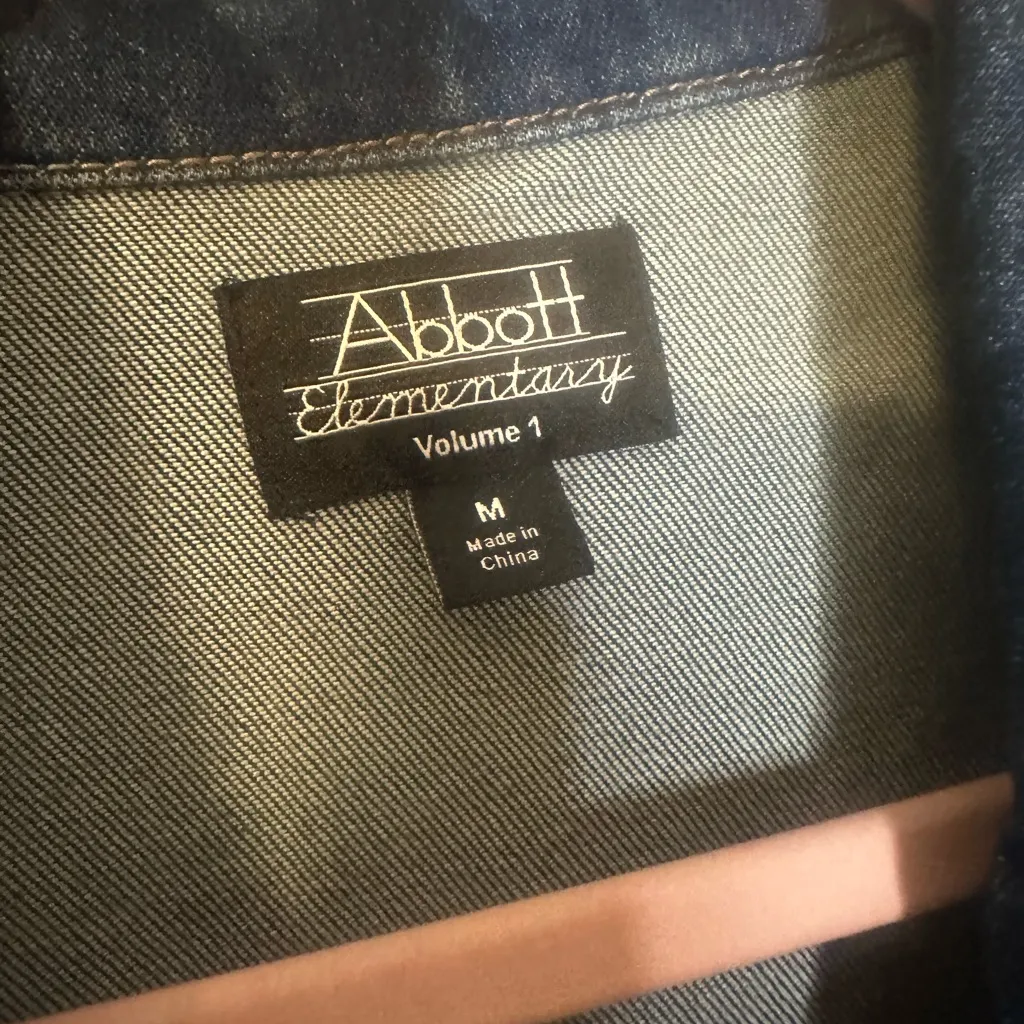 Abbott
Elementary
Volume 1
M
Made in
China